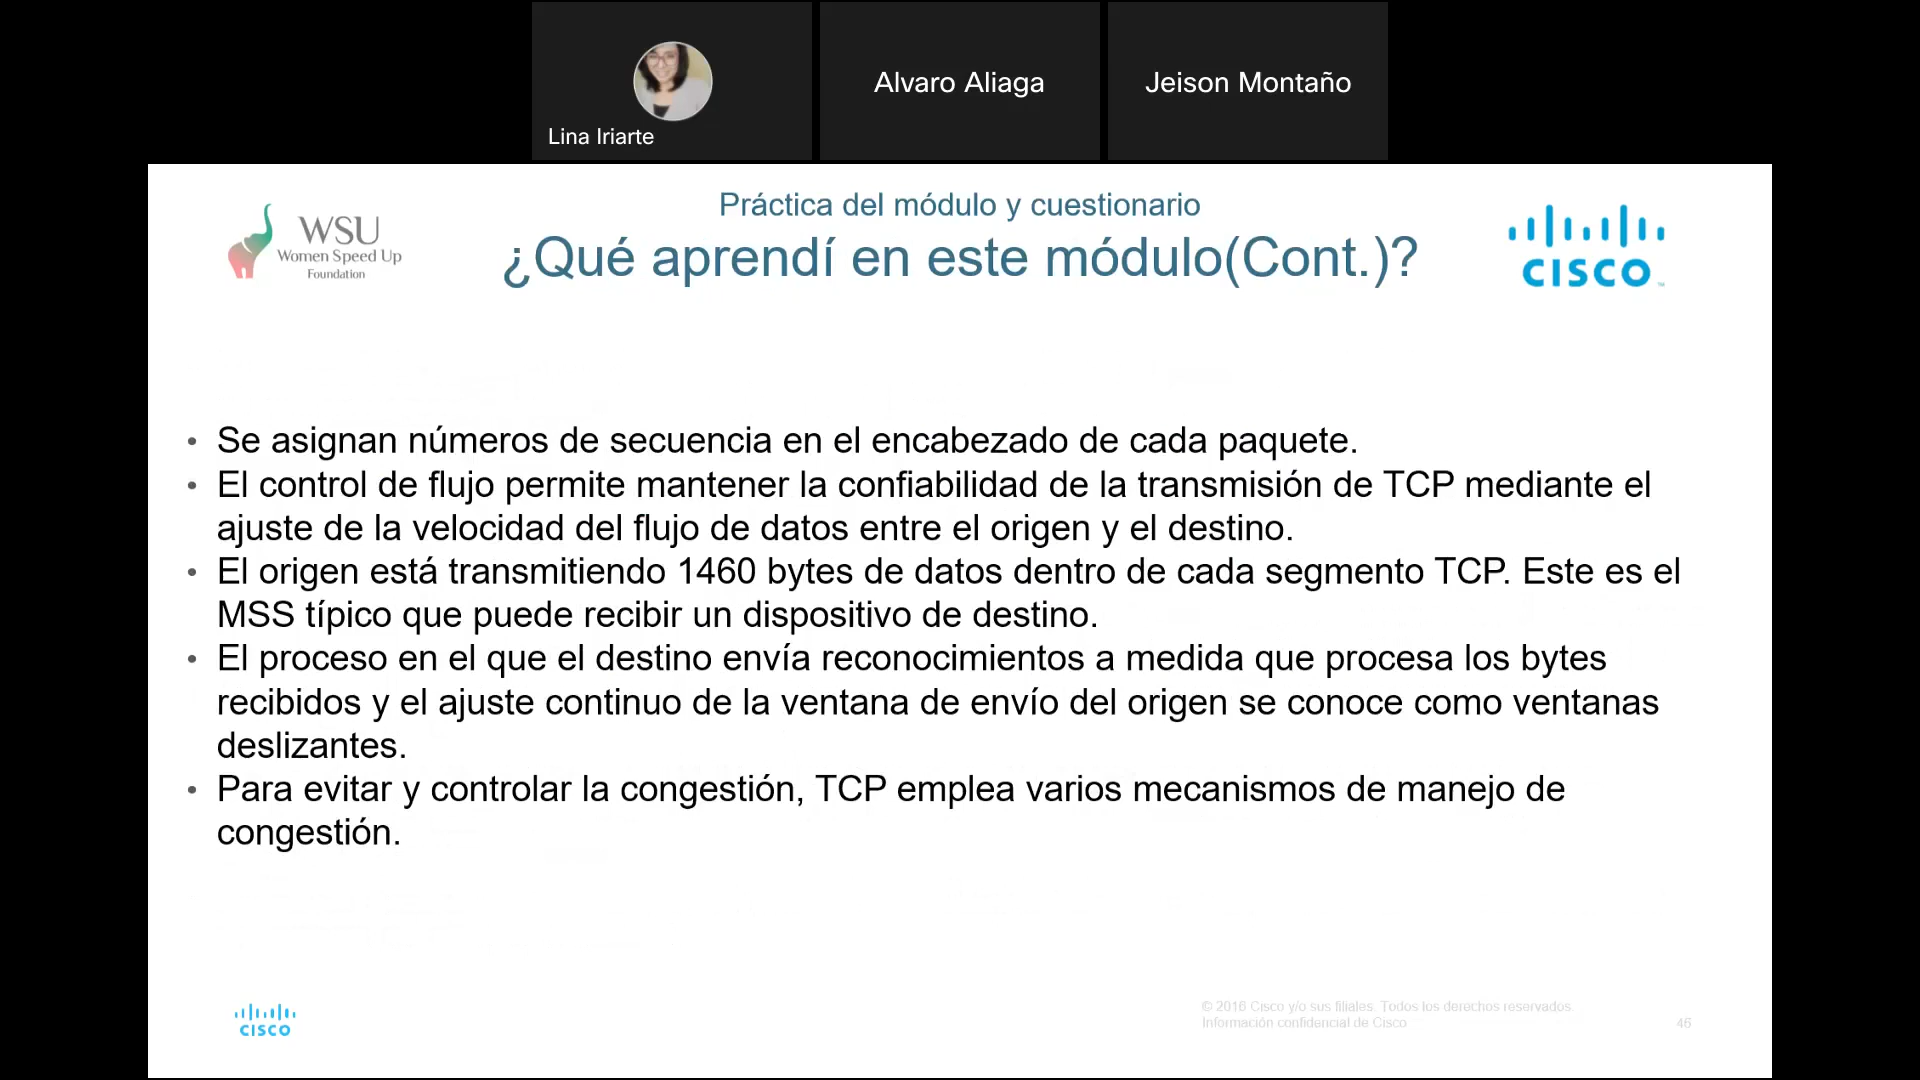 Lina Iriarte
Alvaro Aliaga
Jeison Montaño
WSU
Women Speed Up
Foundation
Práctica del módulo y cuestionario
¿Qué aprendí en este módulo(Cont.)?
CISCO
• Se asignan números de secuencia en el encabezado de cada paquete.
• El control de flujo permite mantener la confiabilidad de la transmisión de TCP mediante el
ajuste de la velocidad del flujo de datos entre el origen y el destino.
• El origen está transmitiendo 1460 bytes de datos dentro de cada segmento TCP. Este es el
MSS típico que puede recibir un dispositivo de destino.
• El proceso en el que el destino envía reconocimientos a medida que procesa los bytes
recibidos y el ajuste continuo de la ventana de envío del origen se conoce como ventanas
deslizantes.
• Para evitar y controlar la congestión, TCP emplea varios mecanismos de manejo de
congestión.
CISCO
© 2016 Cisco y/o sus filiales. Todos los derechos reservados.
Información confidencial de Cisco
46